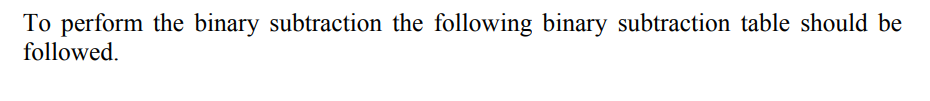 To perform the binary subtraction the following binary subtraction table should be
followed.